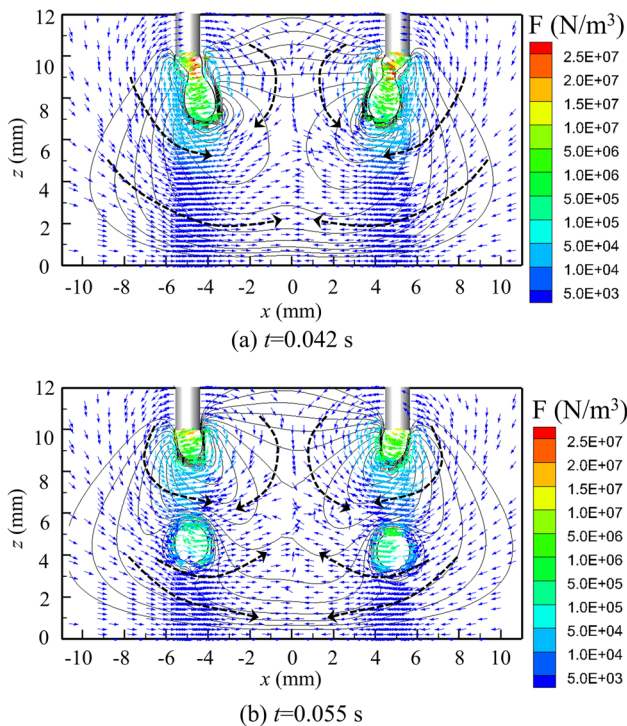 F (N/m³)
12
10
8
6
4
2
0
z (mm)
2.5E+07
2.0E+07
1.5E+07
1.0E+07
5.0E+06
1.0E+06
5.0E+05
1.0E+05
5.0E+04
1.0E+04
5.0E+03
-10 -8 -6 -4 -2 0 2 4 6 8 10
x (mm)
(a) t=0.042 s
F (N/m³)
12
10
8
6
4
2
0
z (mm)
2.5E+07
2.0E+07
1.5E+07
1.0E+07
5.0E+06
1.0E+06
5.0E+05
1.0E+05
5.0E+04
1.0E+04
5.0E+03
-10 -8 -6 -4 -2 0 2 4 6 8 10
x (mm)
(b) t=0.055 s